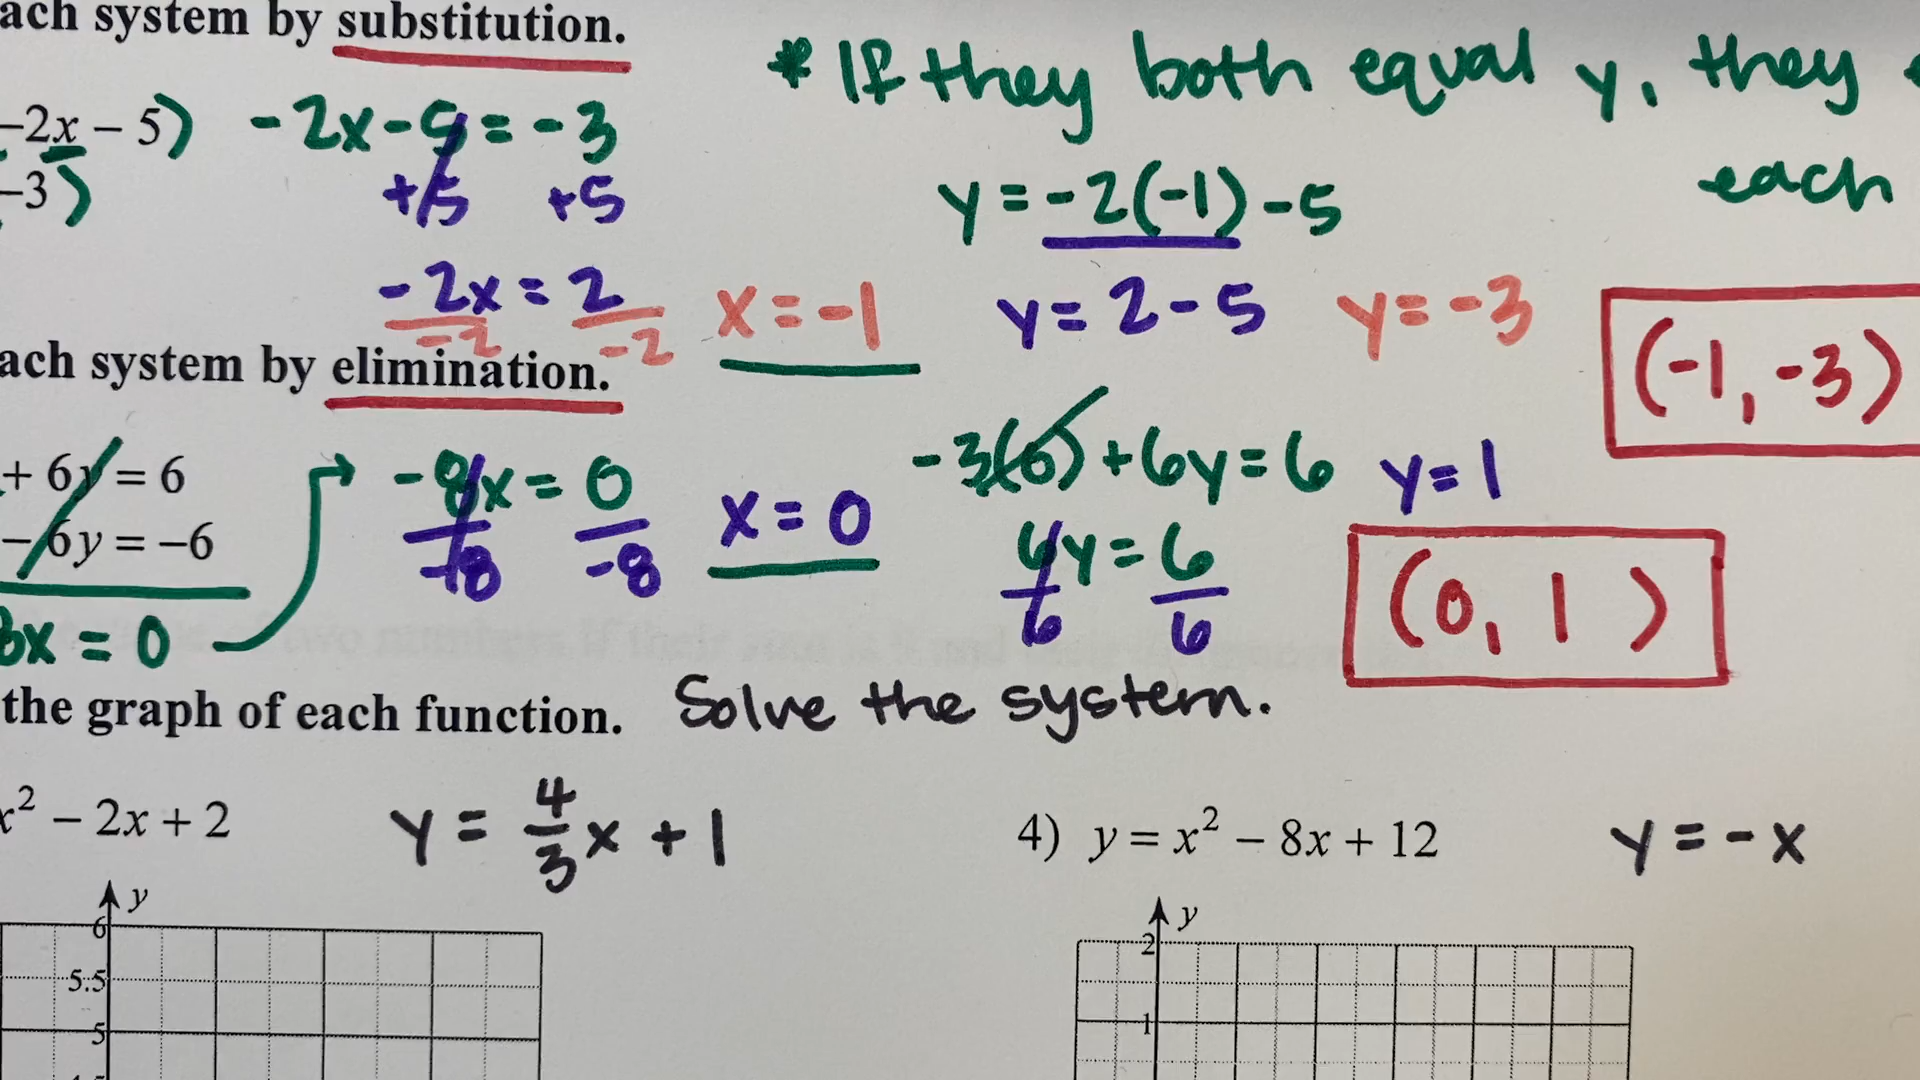 ach system by substitution.
* If they both equal y, they
each
-2x - 5) -2x-5 = -3
-3) +5 +5
y = -2(-1) -5
-2x = 2
-2 -2
x = -1
y = 2 - 5 y = -3
(-1, -3)
ach system by elimination.
+ 6y = 6
- 6y = -6
8x = 0
-8x = 0
-8 -8
x = 0
-3(0) + 6y = 6 y = 1
6y = 6
6 6
(0, 1)
the graph of each function. Solve the system.
x² - 2x + 2 y = 4/3 x + 1
4) y = x² - 8x + 12 y = -x
y
6
5.5
5
y
2
1